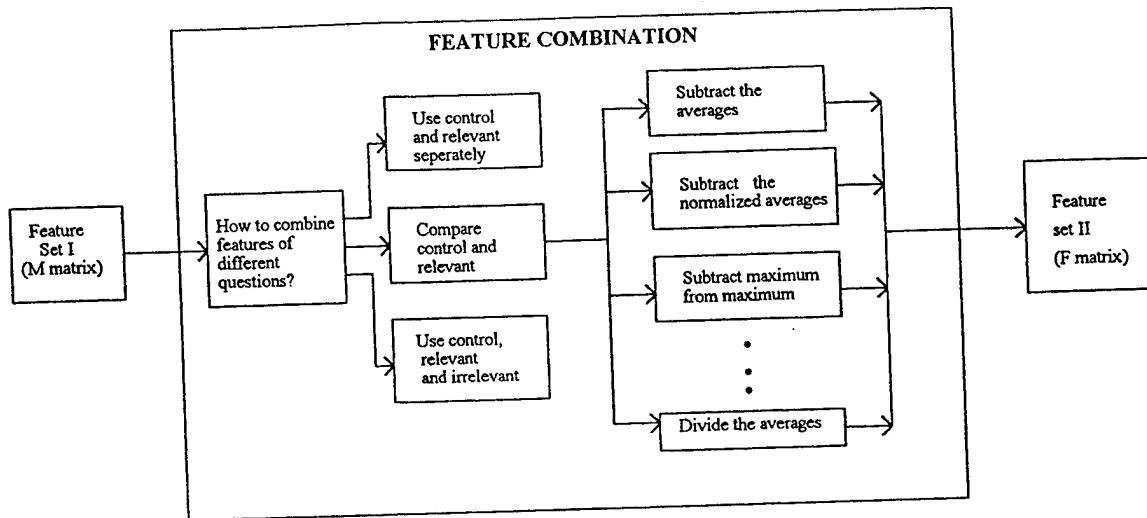 FEATURE COMBINATION
Feature
Set I
(M matrix)
How to combine
features of
different
questions?
Use control
and relevant
seperately
Compare
control and
relevant
Use control,
relevant
and irrelevant
Subtract the
averages
Subtract the
normalized averages
Subtract maximum
from maximum
Divide the averages
Feature
set II
(F matrix)